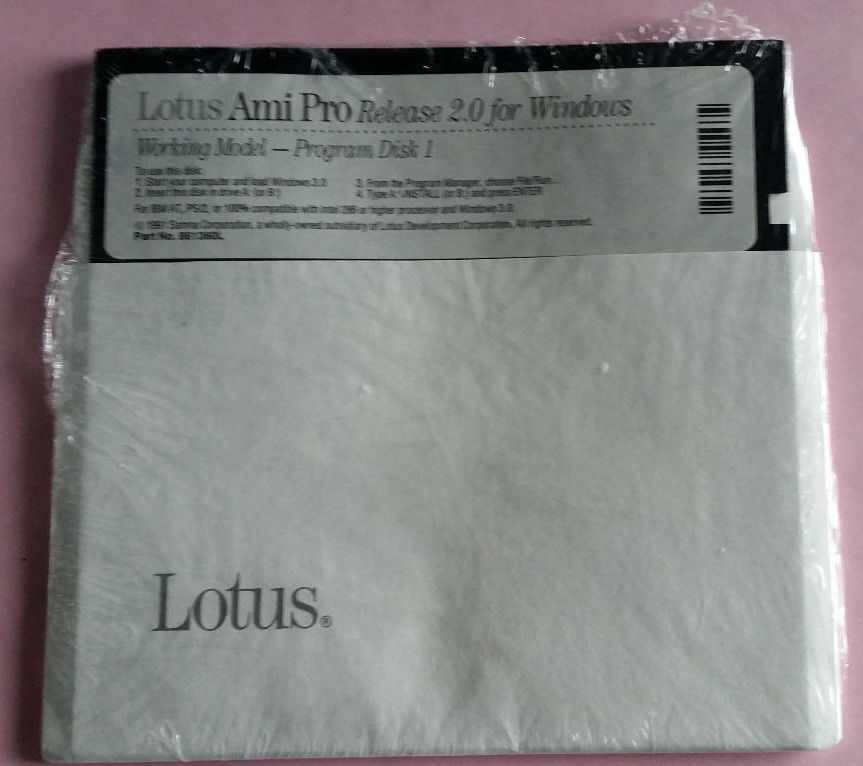 Lotus Ami Pro Release 2.0 for Windows
Working Model — Program Disk 1
To use this disk:
1. Start your computer and load Windows 3.0
2. Insert this disk in drive A: (or B:)
3. From the Program Manager, choose File/Run...
4. Type A:\INSTALL (or B:) and press ENTER
For IBM AT, PS/2, or 100% compatible with Intel 286 or higher processor and Windows 3.0
© 1991 Samna Corporation, a wholly-owned subsidiary of Lotus Development Corporation. All rights reserved.
Part No.
Lotus®